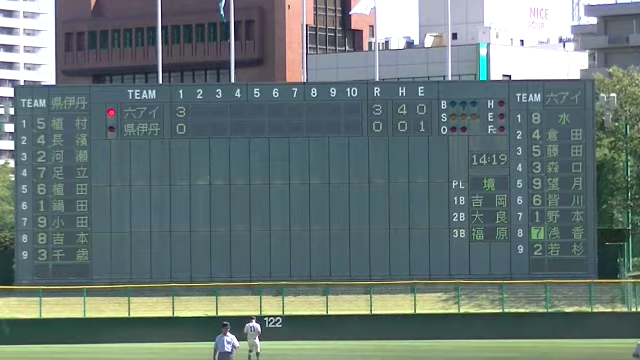 NICE
TEAM 県伊丹
1 5 植村
2 4 長濱
3 2 河瀬
4 7 足立
5 6 植田
6 1 鍋田
7 9 小田
8 8 吉本
9 3 千歳
TEAM 1 2 3 4 5 6 7 8 9 10 R H E
六アイ 3 3 4 0
県伊丹 0 0 0 1
B H
S E
O Fc
14:19
PL 境
1B 吉岡
2B 大良
3B 福原
TEAM 六アイ
1 8 水
2 4 倉田
3 5 藤田
4 3 森口
5 9 望月
6 6 皆川
7 1 野本
8 7 浅香
9 2 若杉
122
11